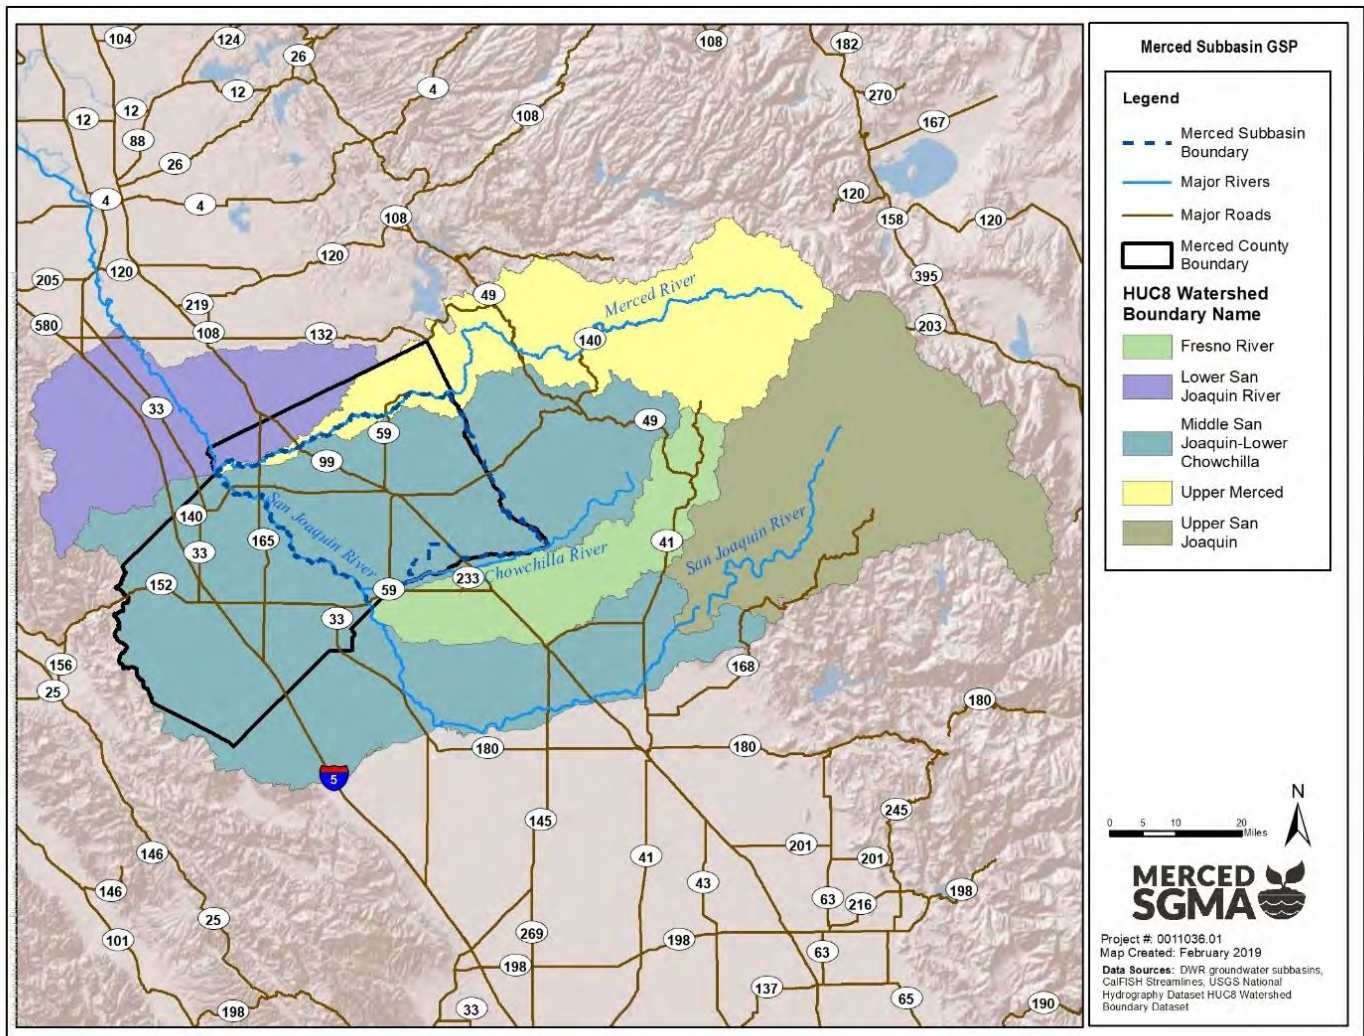 Merced Subbasin GSP
Legend
Merced Subbasin
Boundary
Major Rivers
Major Roads
Merced County
Boundary
HUC8 Watershed
Boundary Name
Fresno River
Lower San
Joaquin River
Middle San
Joaquin-Lower
Chowchilla
Upper Merced
Upper San
Joaquin
N
0 5 10 20
Miles
MERCED
SGMA
Project #: 0011036.01
Map Created: February 2019
Data Sources: DWR groundwater subbasins,
CalFISH Streamlines, USGS National
Hydrography Dataset HUC8 Watershed
Boundary Dataset
104
124
26
108
182
12
4
270
12
12
88
108
167
26
4
4
120
108
158
120
120
205
120
395
219
49
Merced River
580
108
132
140
203
33
59
49
99
San Joaquin River
140
165
33
41
San Joaquin River
Chowchilla River
233
152
59
33
156
25
168
180
180
180
5
145
245
146
41
201
201
146
43
63
216
198
25
101
269
198
63
198
137
65
198
33
190